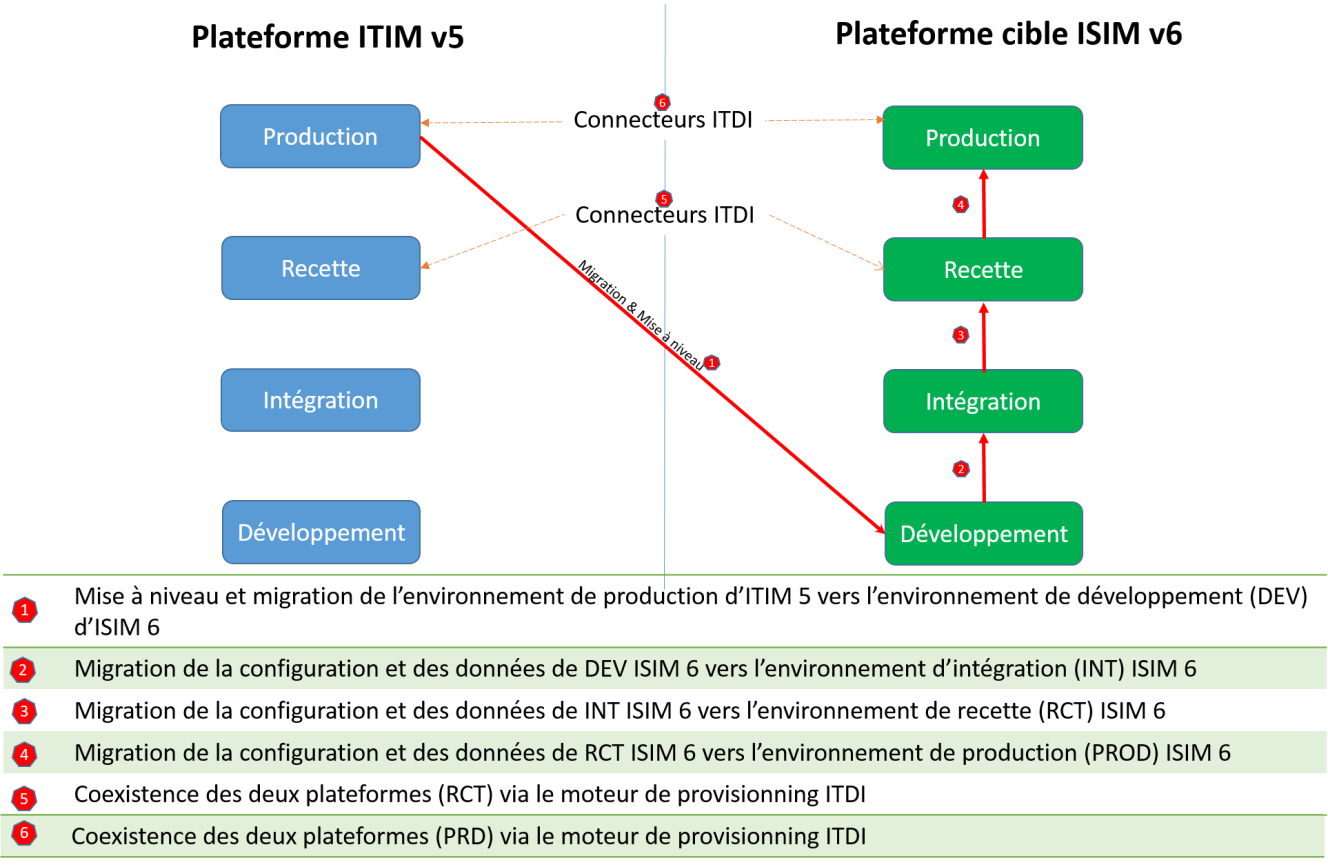 Plateforme ITIM v5
Plateforme cible ISIM v6
6
Connecteurs ITDI
Production
Production
5
4
Connecteurs ITDI
Recette
Recette
Migration & Mise à niveau
1
3
Intégration
Intégration
2
Développement
Développement
1
Mise à niveau et migration de l’environnement de production d’ITIM 5 vers l’environnement de développement (DEV)
d’ISIM 6
2
Migration de la configuration et des données de DEV ISIM 6 vers l’environnement d’intégration (INT) ISIM 6
3
Migration de la configuration et des données de INT ISIM 6 vers l’environnement de recette (RCT) ISIM 6
4
Migration de la configuration et des données de RCT ISIM 6 vers l’environnement de production (PROD) ISIM 6
5
Coexistence des deux plateformes (RCT) via le moteur de provisionning ITDI
6
Coexistence des deux plateformes (PRD) via le moteur de provisionning ITDI